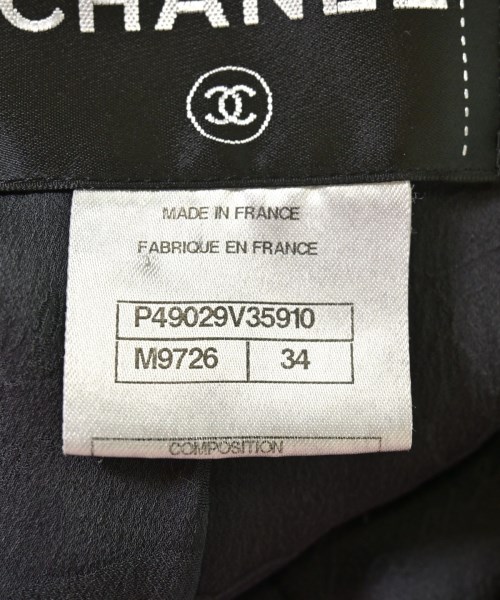 CHANEL
MADE IN FRANCE
FABRIQUE EN FRANCE
P49029V35910
M9726 34
COMPOSITION